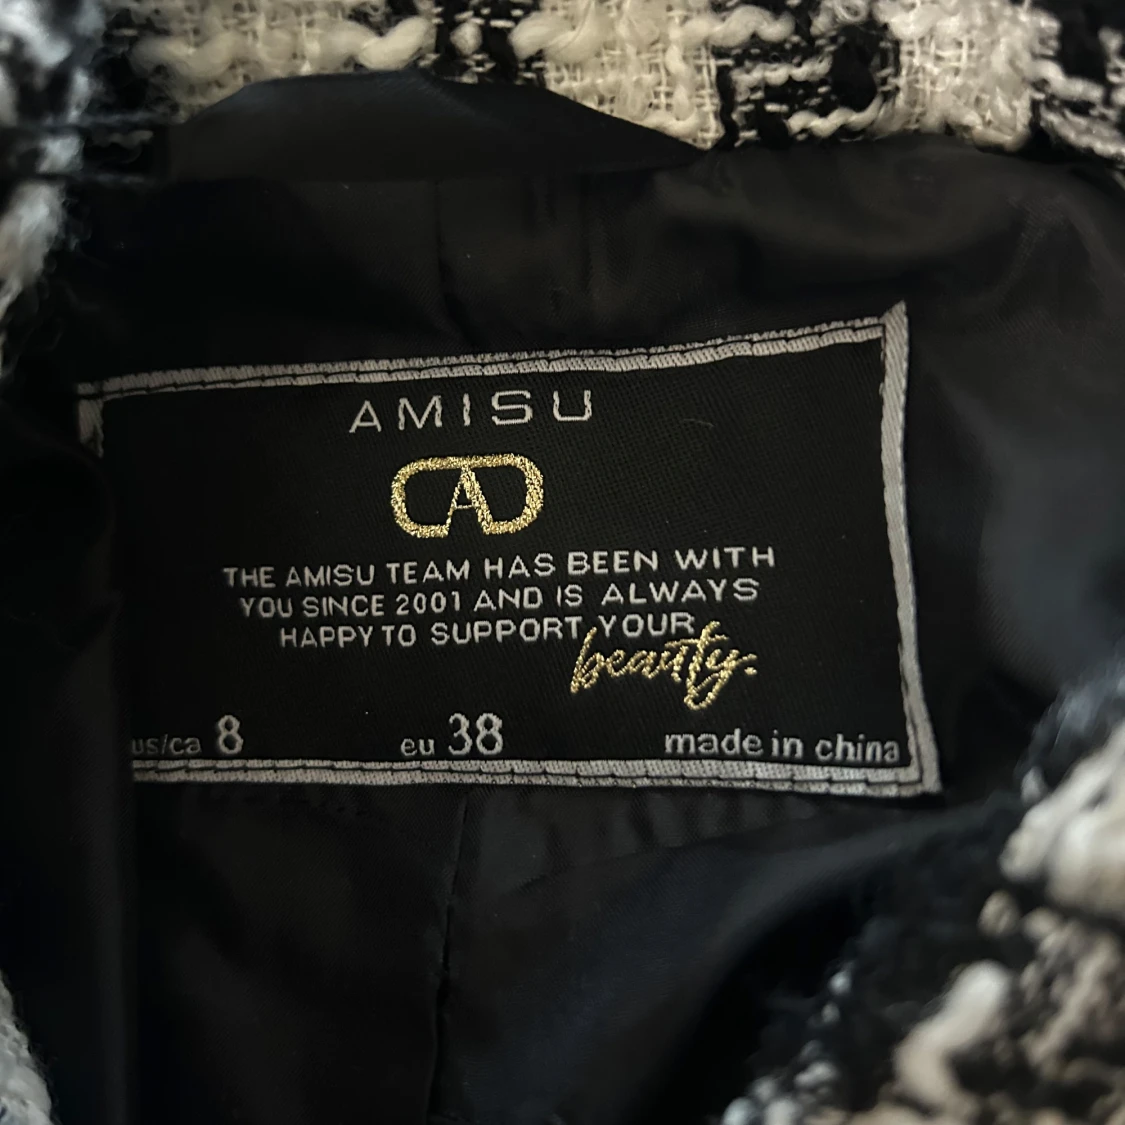 AMISU
A
THE AMISU TEAM HAS BEEN WITH
YOU SINCE 2001 AND IS ALWAYS
HAPPY TO SUPPORT YOUR
beauty.
us/ca 8 eu 38 made in china